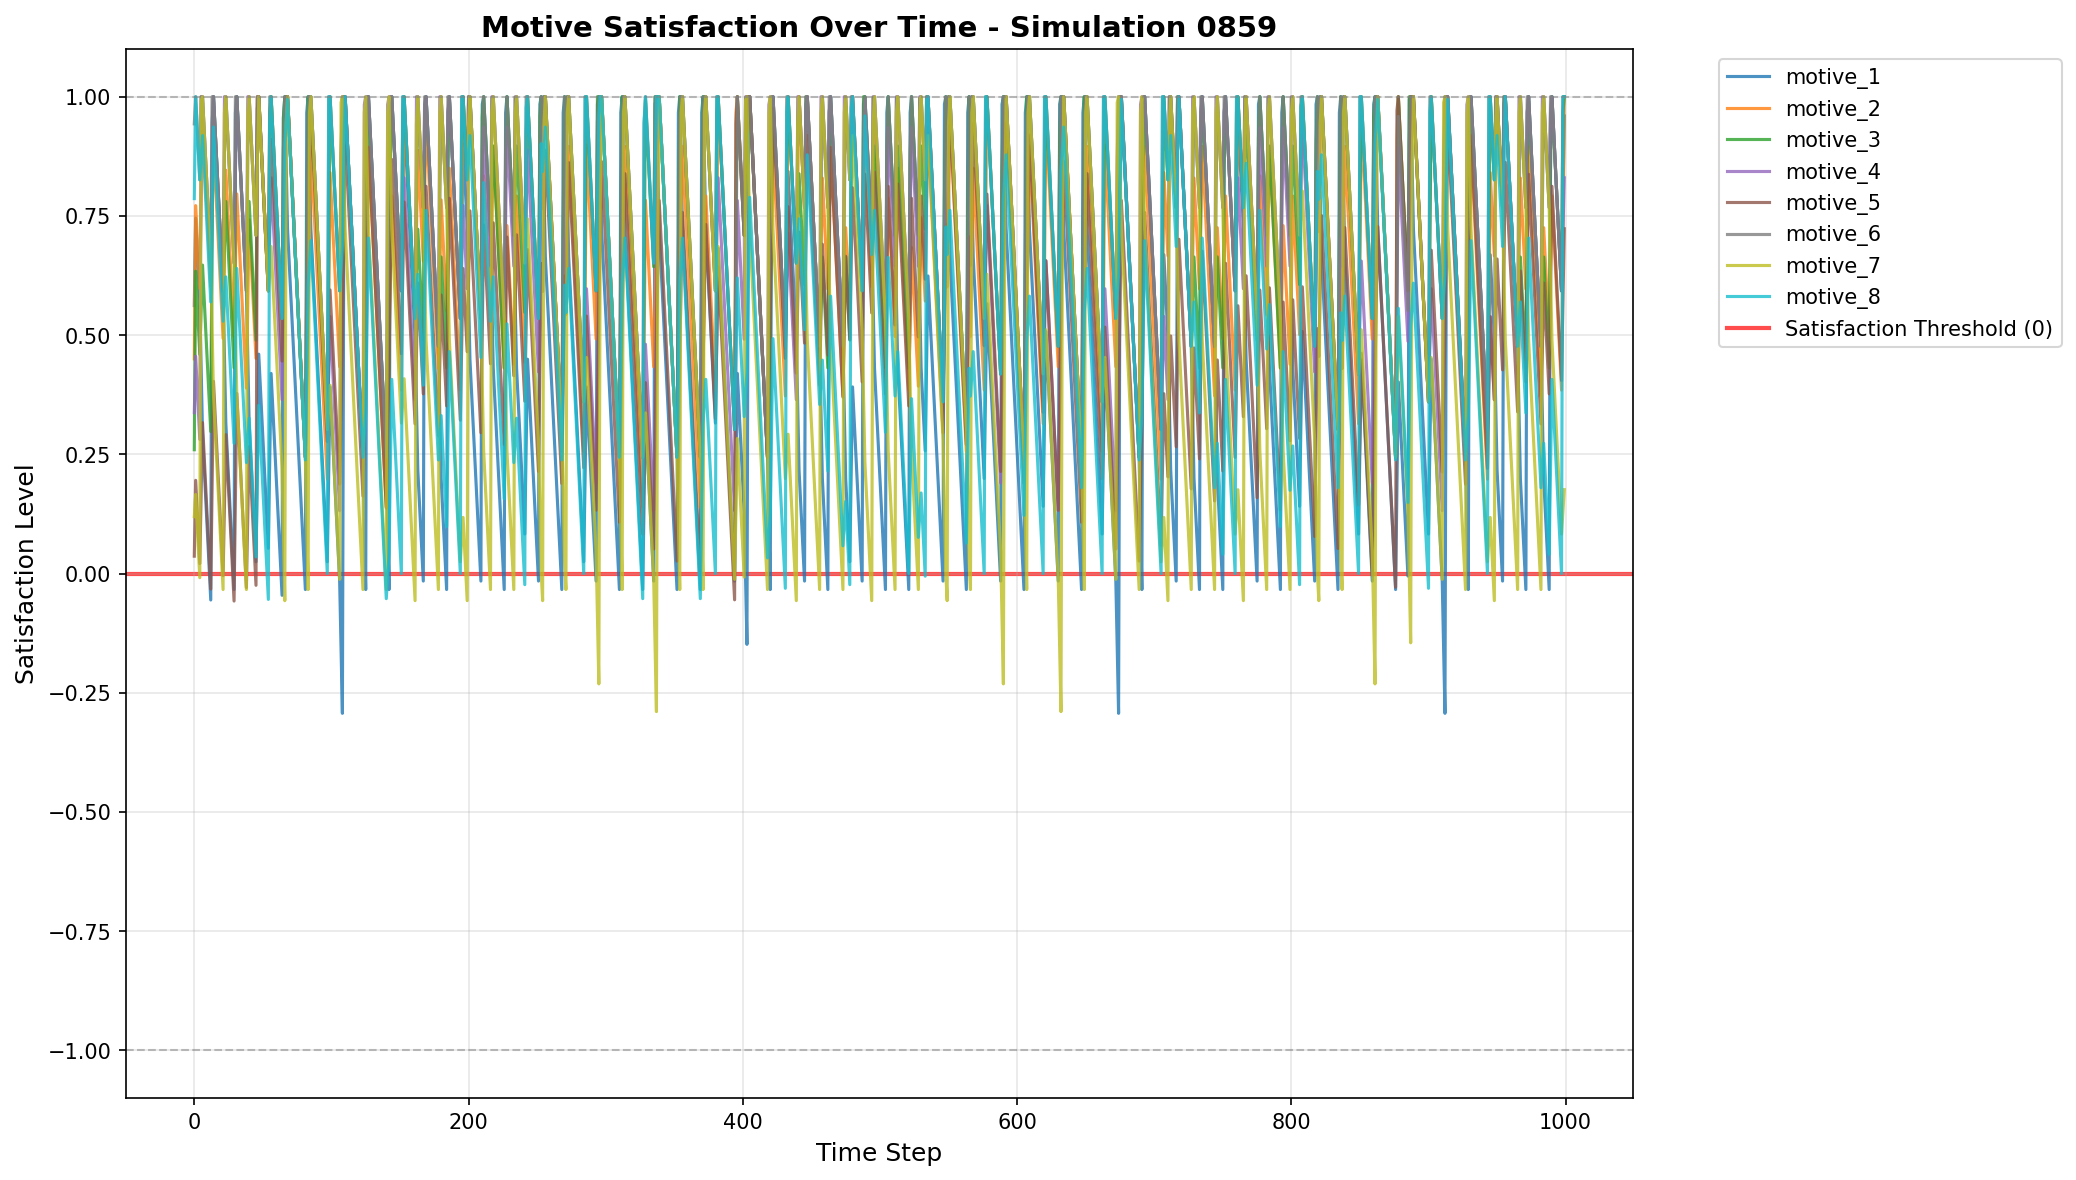 Motive Satisfaction Over Time - Simulation 0859
1.00
0.75
0.50
0.25
0.00
−0.25
−0.50
−0.75
−1.00
Satisfaction Level
0
200
400
600
800
1000
Time Step
motive_1
motive_2
motive_3
motive_4
motive_5
motive_6
motive_7
motive_8
Satisfaction Threshold (0)